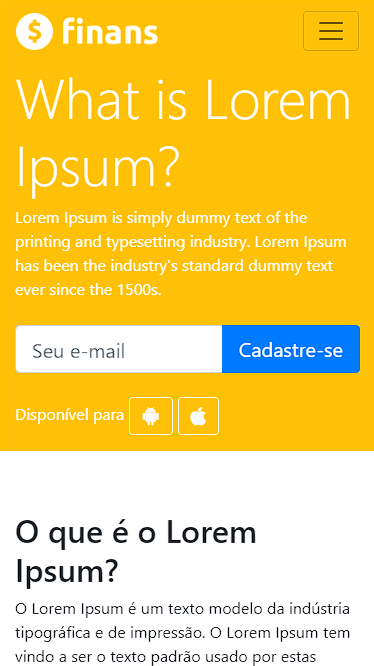 finans
What is Lorem
Ipsum?
Lorem Ipsum is simply dummy text of the
printing and typesetting industry. Lorem Ipsum
has been the industry's standard dummy text
ever since the 1500s.
Seu e-mail
Cadastre-se
Disponível para
O que é o Lorem
Ipsum?
O Lorem Ipsum é um texto modelo da indústria
tipográfica e de impressão. O Lorem Ipsum tem
vindo a ser o texto padrão usado por estas